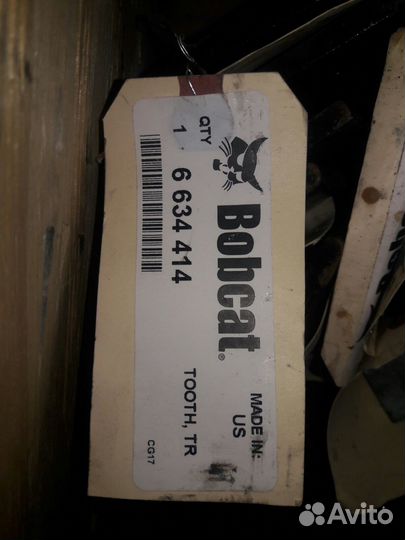 QTY
1
6 634 414
Bobcat®
TOOTH, TR
MADE IN:
US
CG17
Avito